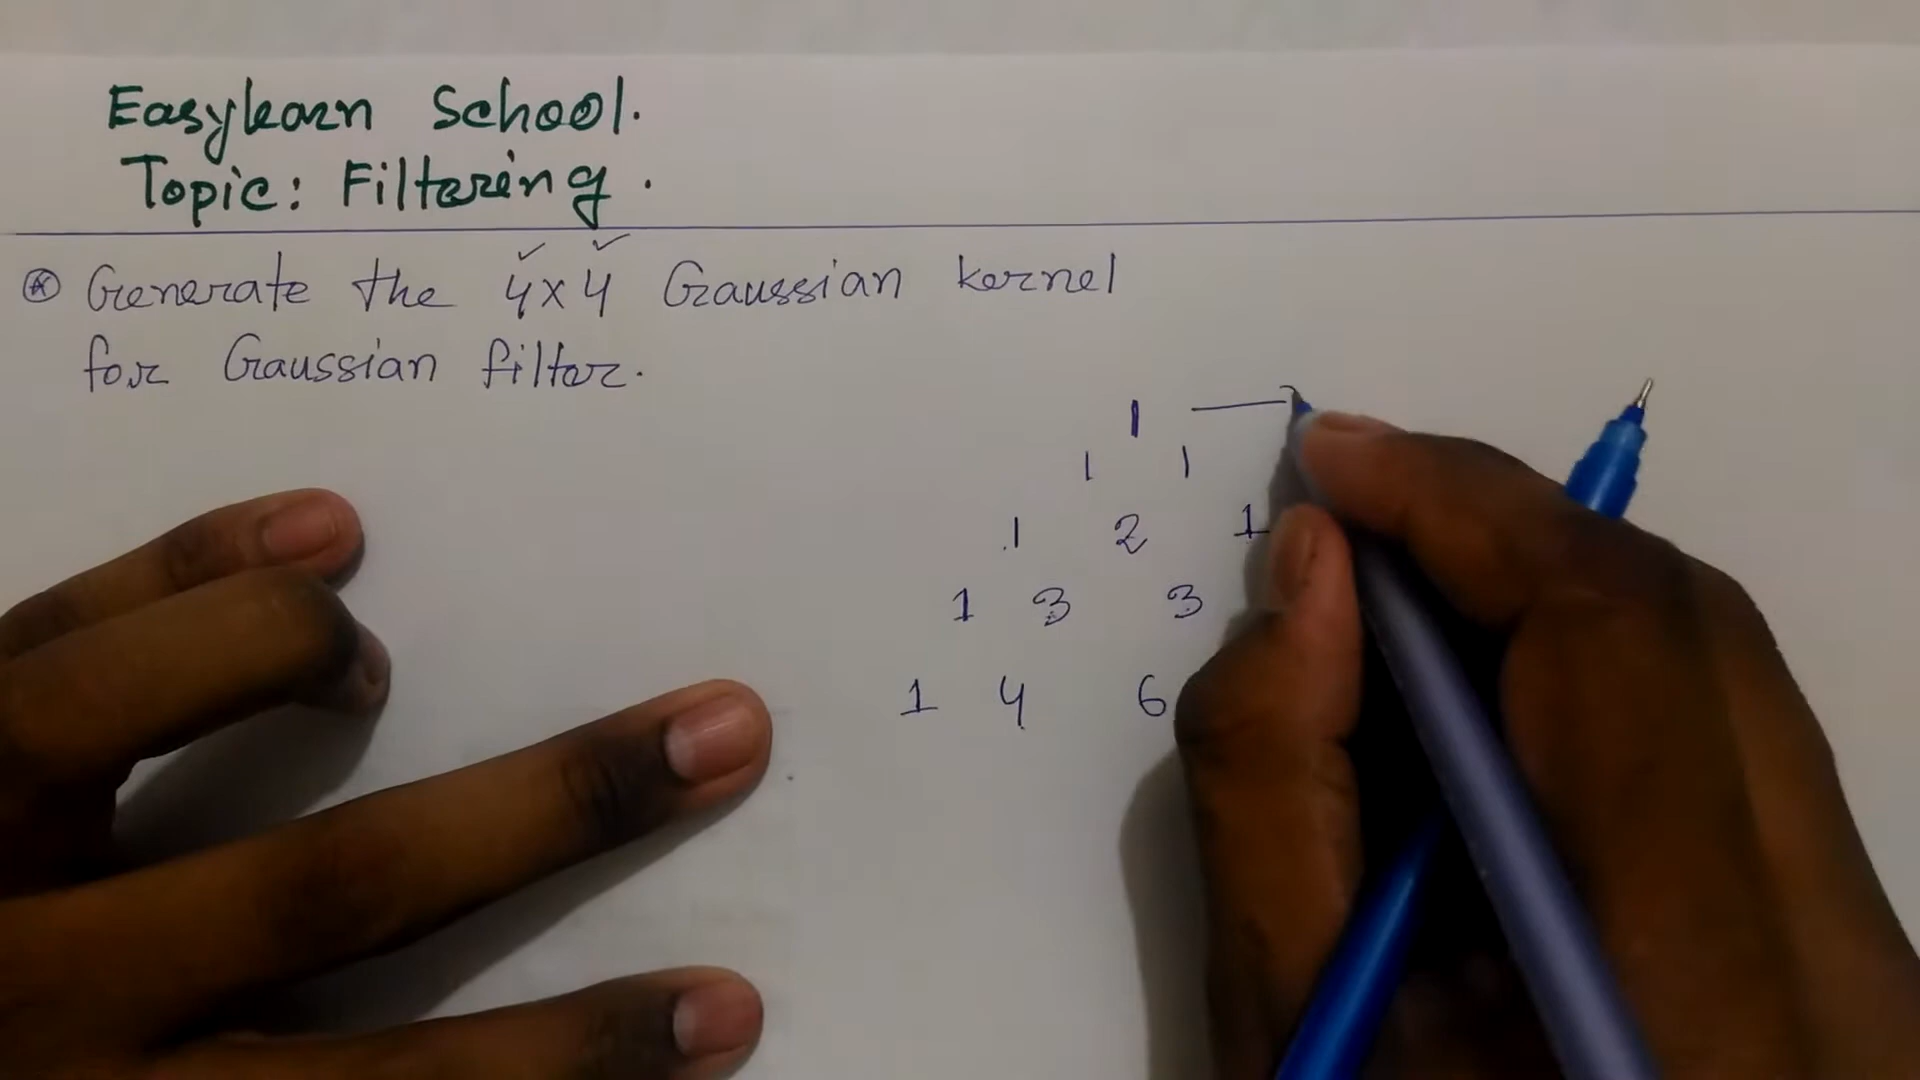 Easylearn School.
Topic: Filtering.
Generate the 4x4 Gaussian kernel
for Gaussian filter.
1
1 1
1 2 1
1 3 3
1 4 6